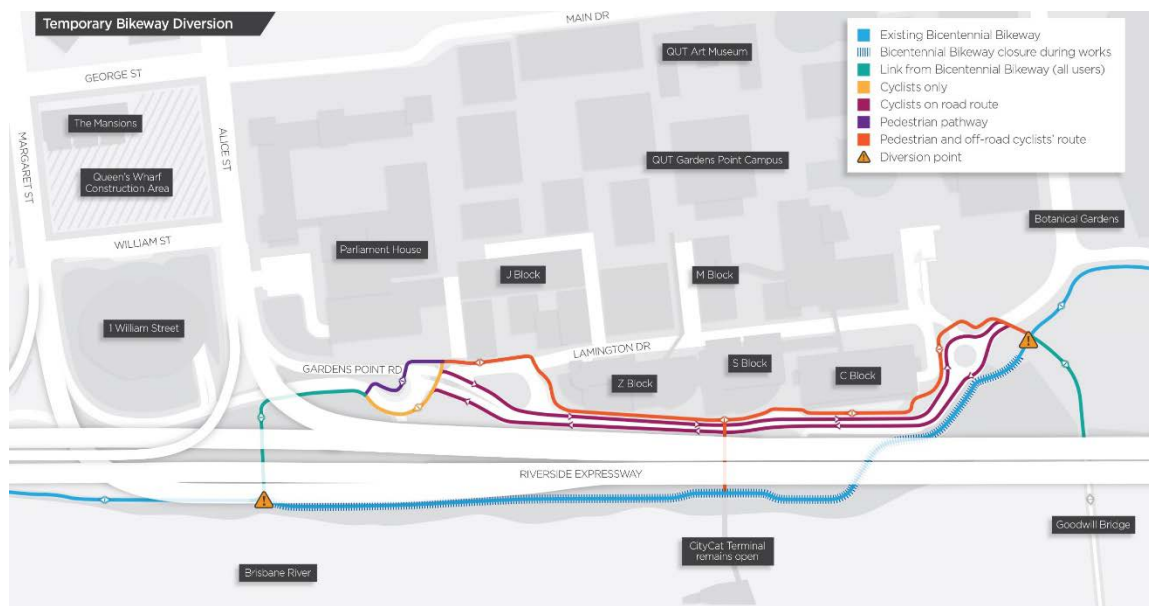 Temporary Bikeway Diversion
MAIN DR
QUT Art Museum
GEORGE ST
The Mansions
MARGARET ST
ALICE ST
Queen's Wharf
Construction Area
QUT Gardens Point Campus
WILLIAM ST
Parliament House
J Block
M Block
Botanical Gardens
1 William Street
GARDENS POINT RD
LAMINGTON DR
Z Block
S Block
C Block
RIVERSIDE EXPRESSWAY
Goodwill Bridge
CityCat Terminal
remains open
Brisbane River
Existing Bicentennial Bikeway
Bicentennial Bikeway closure during works
Link from Bicentennial Bikeway (all users)
Cyclists only
Cyclists on road route
Pedestrian pathway
Pedestrian and off-road cyclists' route
Diversion point